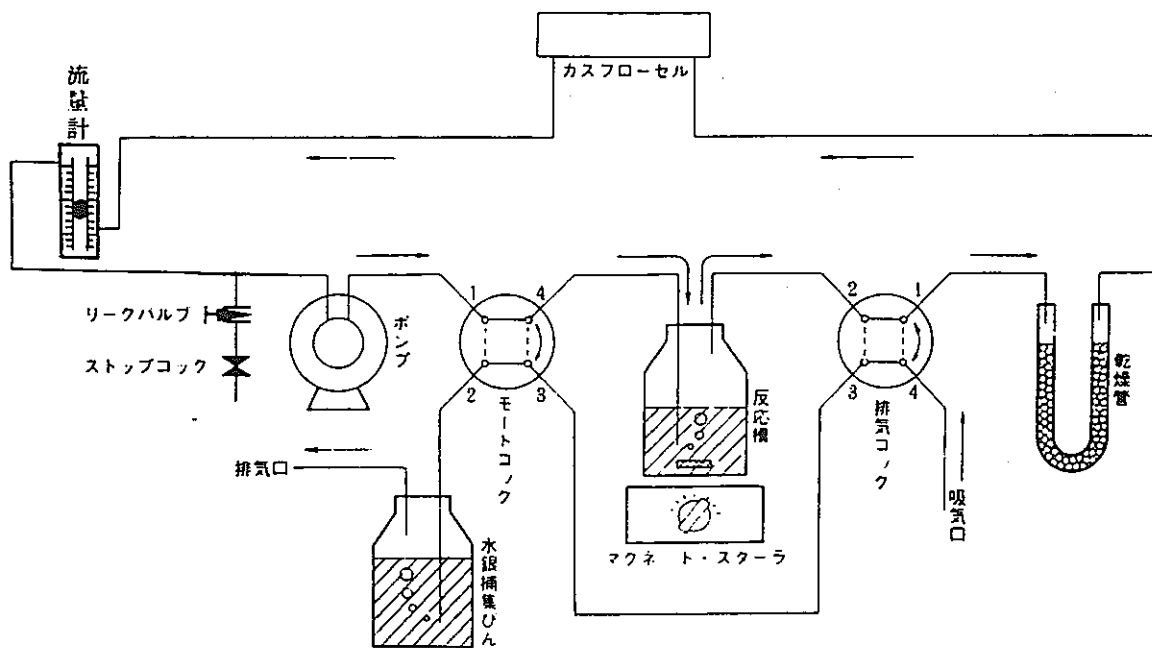 カスフローセル
流量計
リークバルブ
ストップコック
ポンプ
1
4
2
3
モートコック
反応槽
2
1
3
4
排気コック
乾燥管
排気口
吸気口
マクネート・スターラ
水銀捕集ひん